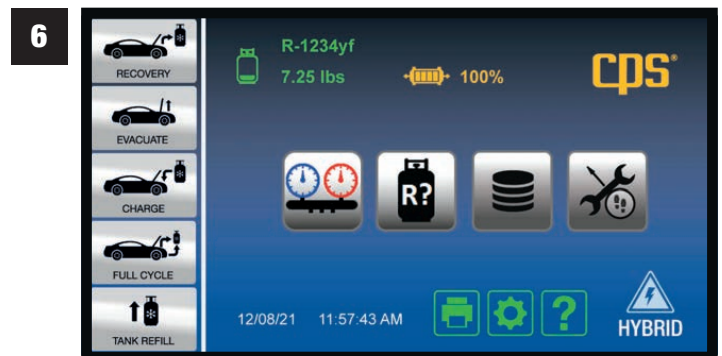 6
RECOVERY
EVACUATE
CHARGE
FULL CYCLE
TANK REFILL
R-1234yf
7.25 lbs
100%
cps®
R?
12/08/21 11:57:43 AM
?
HYBRID